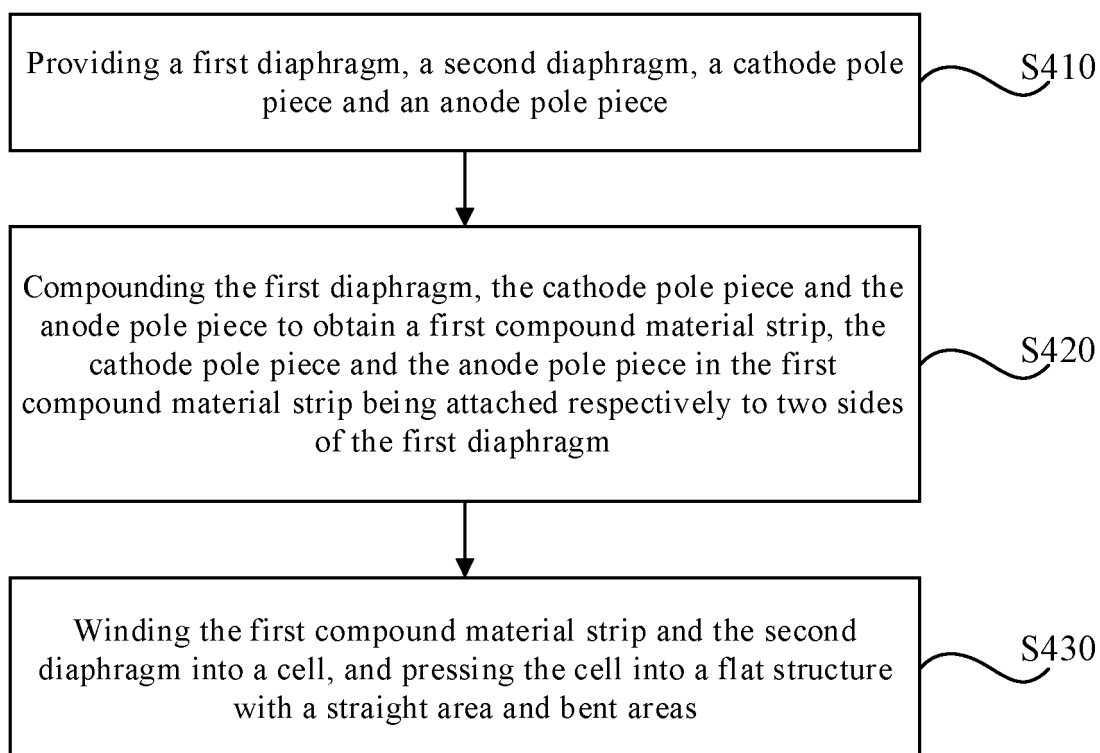 Providing a first diaphragm, a second diaphragm, a cathode pole
piece and an anode pole piece
S410
Compounding the first diaphragm, the cathode pole piece and the
anode pole piece to obtain a first compound material strip, the
cathode pole piece and the anode pole piece in the first
compound material strip being attached respectively to two sides
of the first diaphragm
S420
Winding the first compound material strip and the second
diaphragm into a cell, and pressing the cell into a flat structure
with a straight area and bent areas
S430